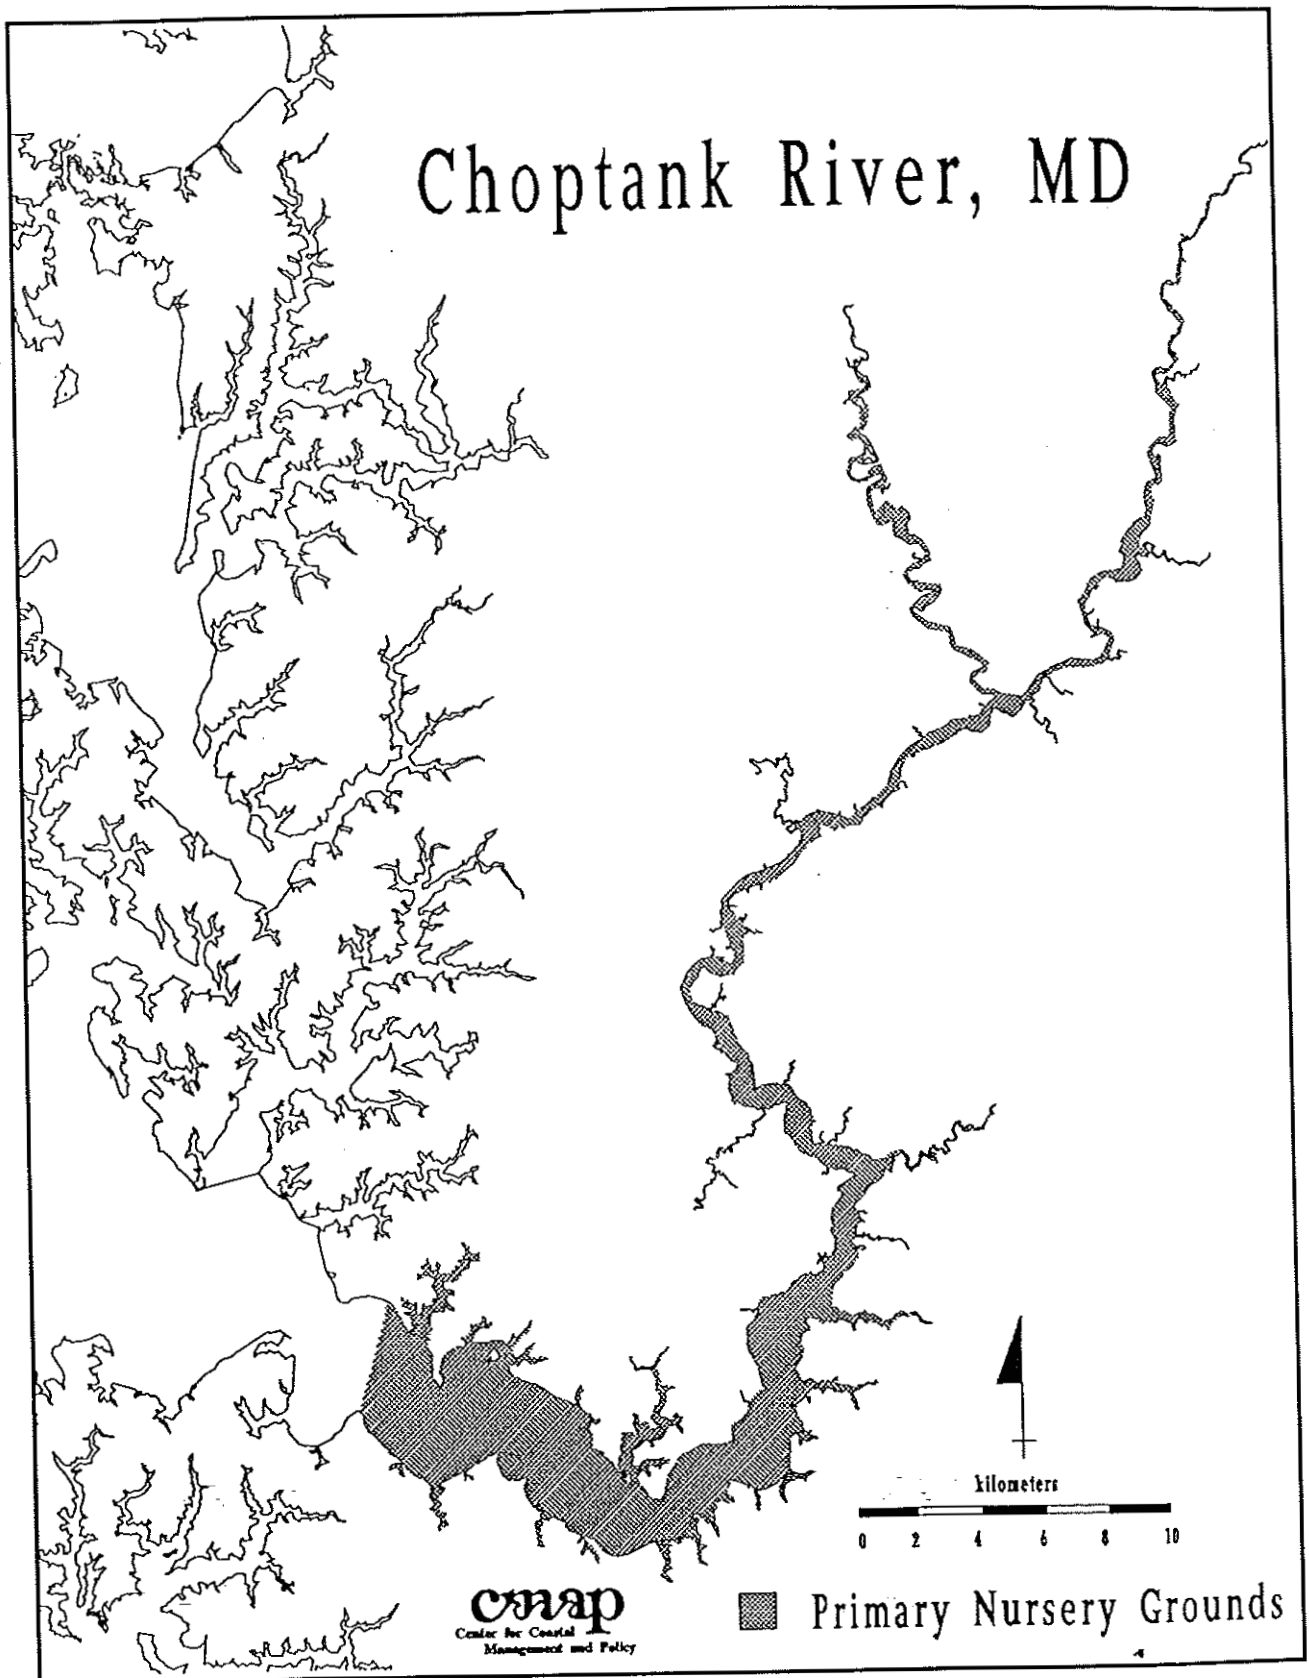 Choptank River, MD
kilometers
0 2 4 6 8 10
cmap
Center for Coastal
Management and Policy
Primary Nursery Grounds